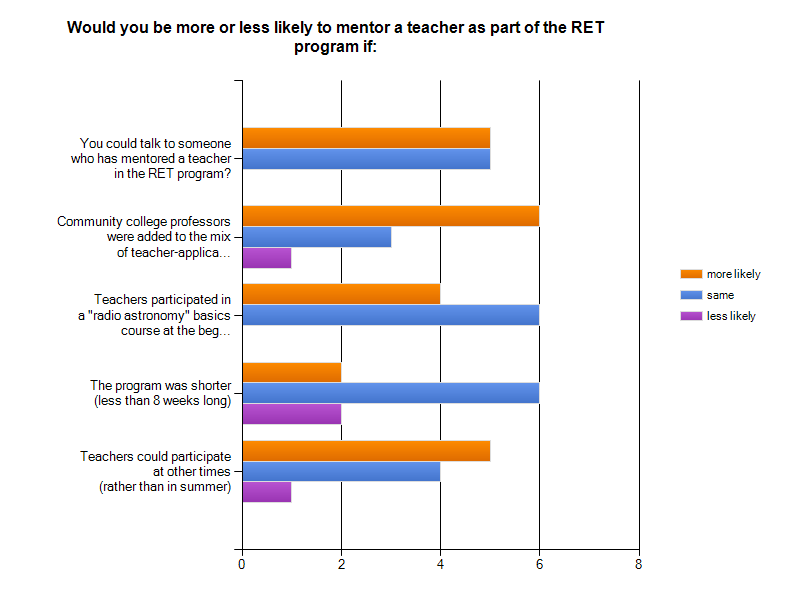 Would you be more or less likely to mentor a teacher as part of the RET
program if:
You could talk to someone
who has mentored a teacher
in the RET program?
Community college professors
were added to the mix
of teacher-applica...
Teachers participated in
a "radio astronomy" basics
course at the beg...
The program was shorter
(less than 8 weeks long)
Teachers could participate
at other times
(rather than in summer)
0 2 4 6 8
more likely
same
less likely